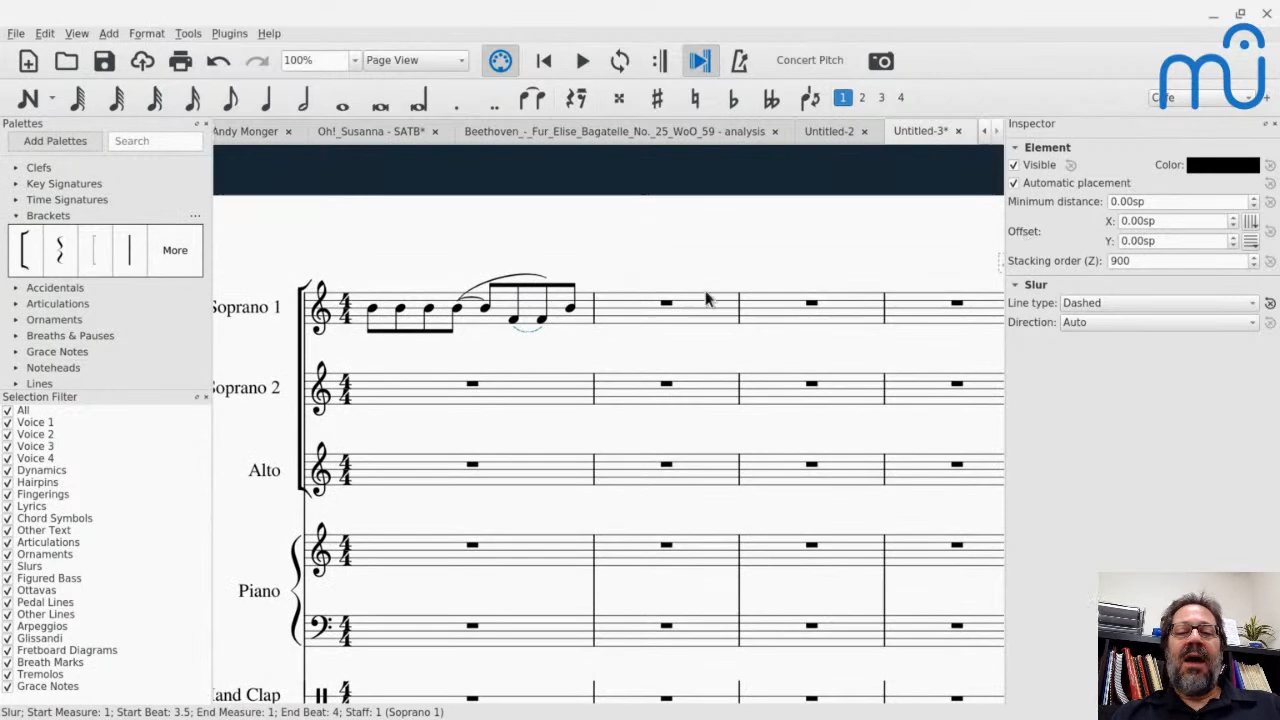 File Edit View Add Format Tools Plugins Help
100% Page View Concert Pitch
1 2 3 4
Palettes
Add Palettes Search
Clefs
Key Signatures
Time Signatures
Brackets ...
More
Accidentals
Articulations
Ornaments
Breaths & Pauses
Grace Notes
Noteheads
Lines
Selection Filter
All
Voice 1
Voice 2
Voice 3
Voice 4
Dynamics
Hairpins
Fingerings
Lyrics
Chord Symbols
Other Text
Articulations
Ornaments
Slurs
Figured Bass
Ottavas
Pedal Lines
Other Lines
Arpeggios
Glissandi
Fretboard Diagrams
Breath Marks
Tremolos
Grace Notes
Andy Monger Oh!_Susanna - SATB* Beethoven_-_Fur_Elise_Bagatelle_No._25_WoO_59 - analysis Untitled-2 Untitled-3*
Soprano 1
Soprano 2
Alto
Piano
Hand Clap
Inspector
Element
Visible Color:
Automatic placement
Minimum distance: 0.00sp
Offset: X: 0.00sp
Y: 0.00sp
Stacking order (Z): 900
Slur
Line type: Dashed
Direction: Auto
Slur; Start Measure: 1; Start Beat: 3.5; End Measure: 1; End Beat: 4; Staff: 1 (Soprano 1)